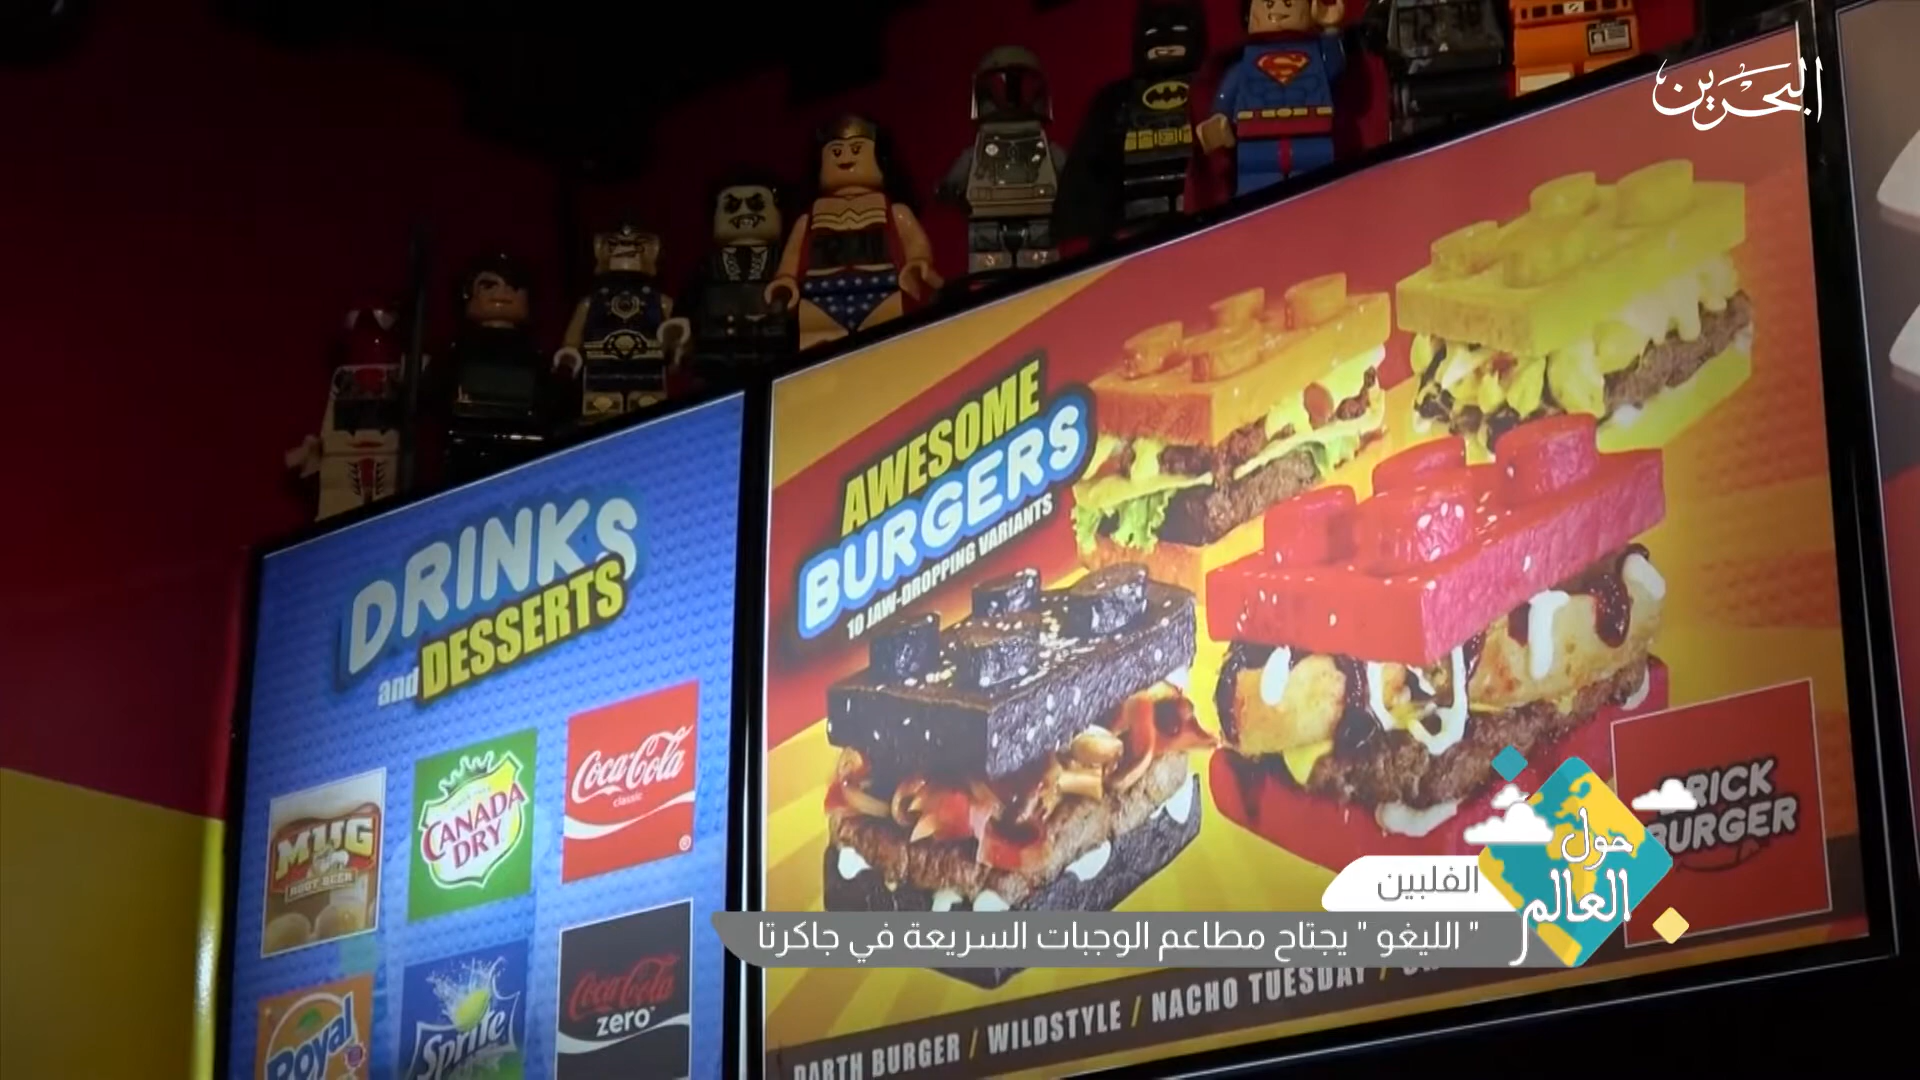 البحرين
AWESOME
BURGERS
10 JAW-DROPPING VARIANTS
DRINKS
and DESSERTS
MUG
ROOT BEER
CANADA
DRY
Coca-Cola
classic
Royal
Sprite
Coca-Cola
zero
BRICK
BURGER
حول
العالم
الفلبين
" الليغو " يجتاح مطاعم الوجبات السريعة في جاكرتا
DARTH BURGER / WILDSTYLE / NACHO TUESDAY /